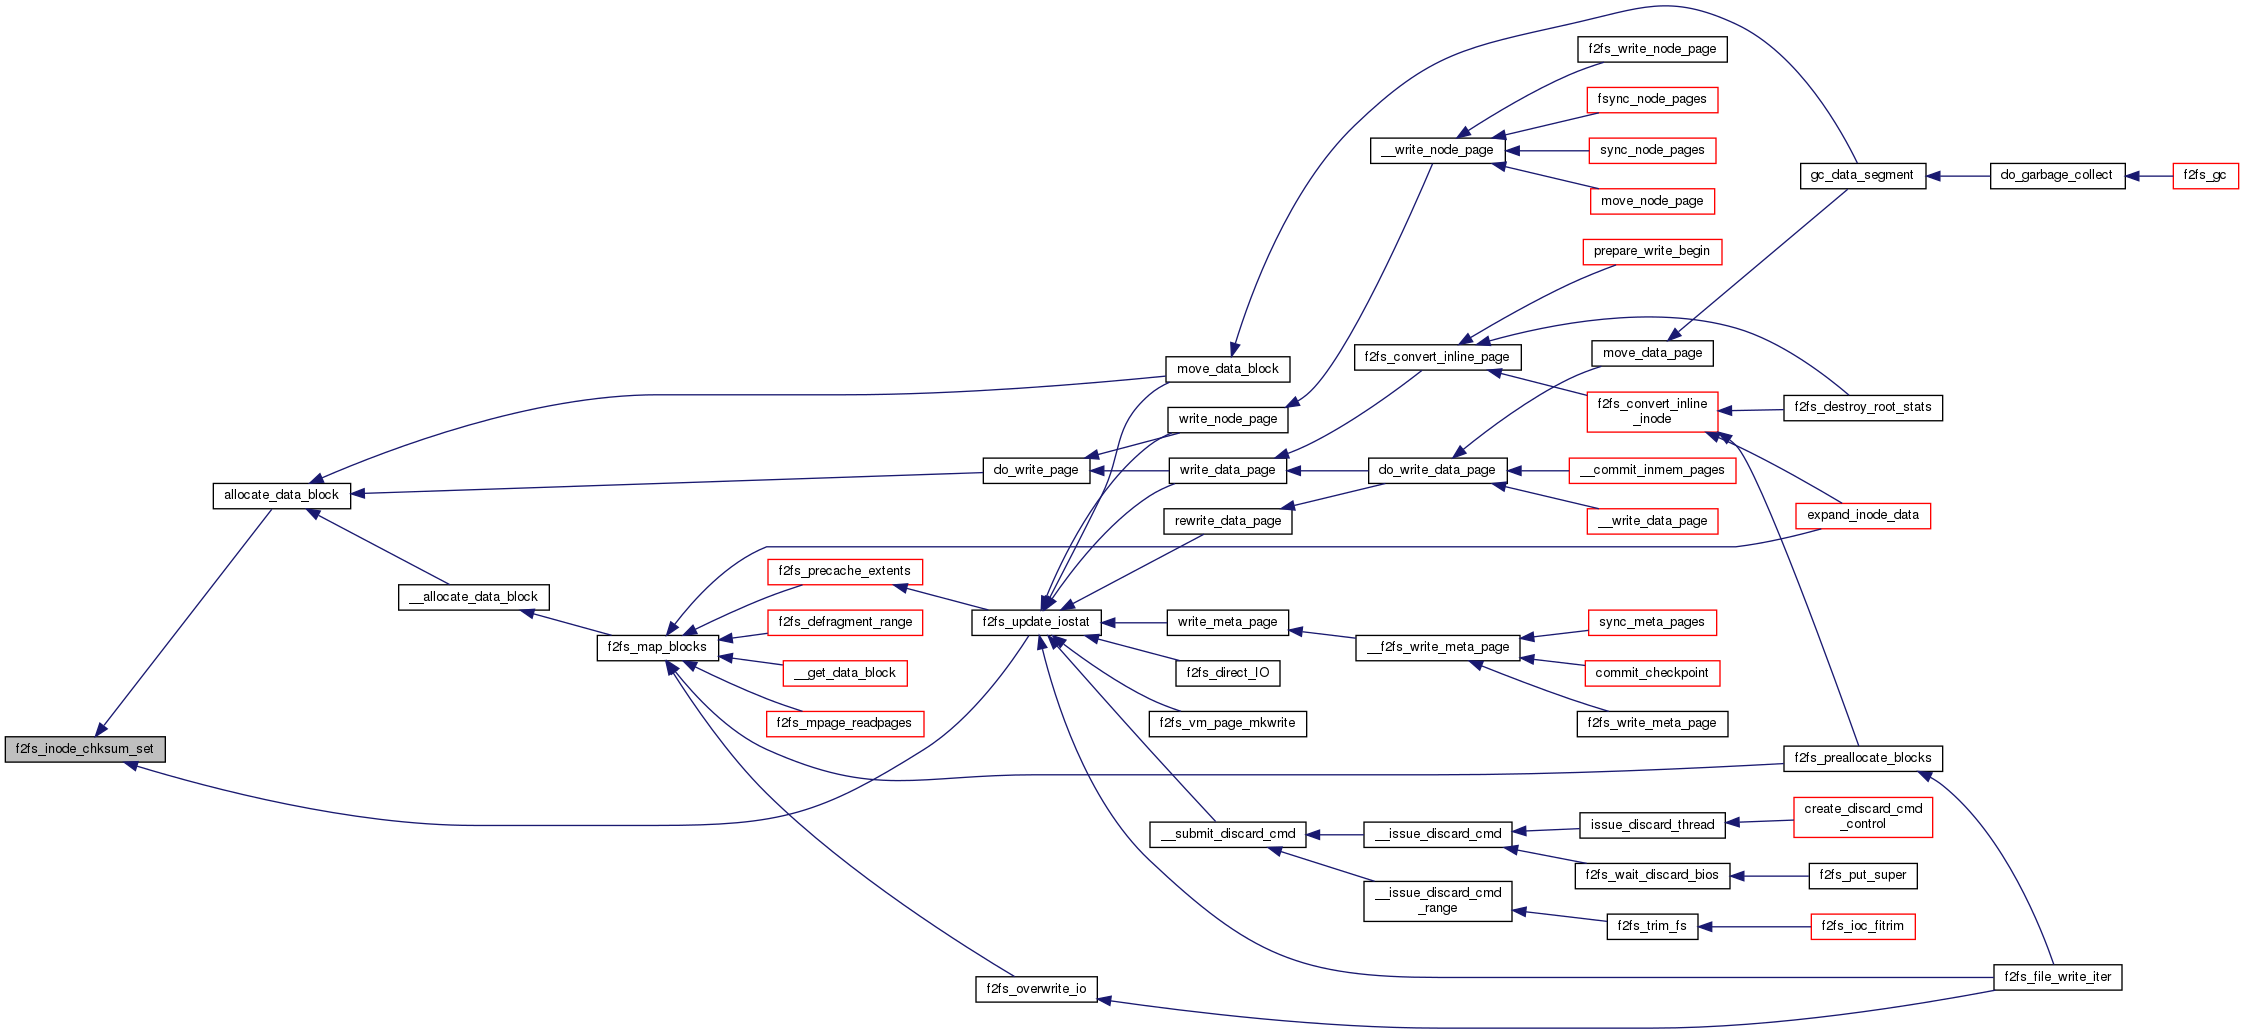 f2fs_write_node_page
fsync_node_pages
__write_node_page
sync_node_pages
gc_data_segment
do_garbage_collect
f2fs_gc
move_node_page
prepare_write_begin
f2fs_convert_inline_page
move_data_page
move_data_block
f2fs_convert_inline
_inode
f2fs_destroy_root_stats
write_node_page
do_write_page
write_data_page
do_write_data_page
__commit_inmem_pages
allocate_data_block
rewrite_data_page
__write_data_page
expand_inode_data
f2fs_precache_extents
__allocate_data_block
f2fs_defragment_range
f2fs_update_iostat
write_meta_page
sync_meta_pages
f2fs_map_blocks
__f2fs_write_meta_page
__get_data_block
f2fs_direct_IO
commit_checkpoint
f2fs_mpage_readpages
f2fs_vm_page_mkwrite
f2fs_write_meta_page
f2fs_inode_chksum_set
f2fs_preallocate_blocks
create_discard_cmd
_control
issue_discard_thread
__submit_discard_cmd
__issue_discard_cmd
f2fs_wait_discard_bios
f2fs_put_super
__issue_discard_cmd
_range
f2fs_trim_fs
f2fs_ioc_fitrim
f2fs_file_write_iter
f2fs_overwrite_io